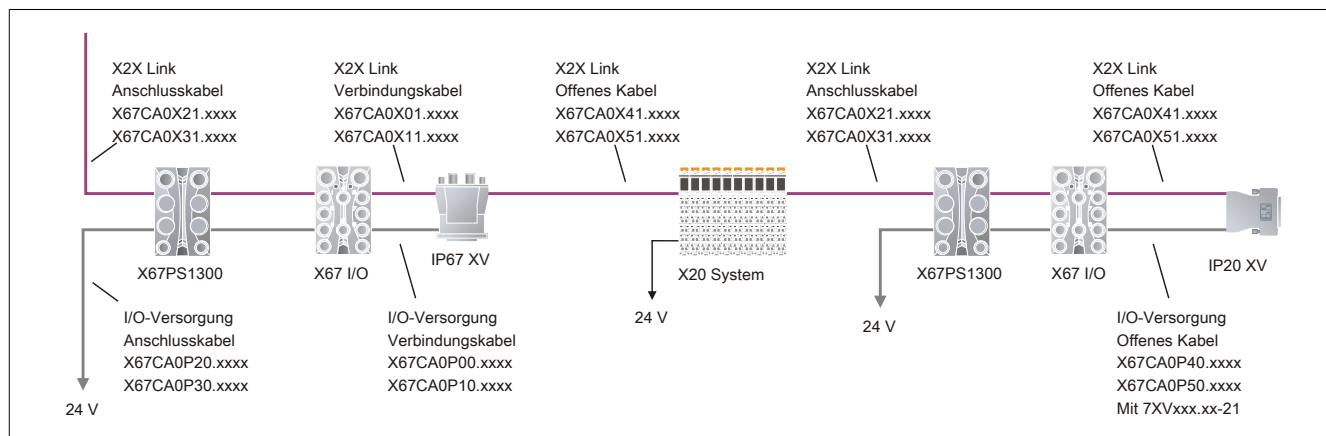 X2X Link
Anschlusskabel
X67CA0X21.xxxx
X67CA0X31.xxxx
X2X Link
Verbindungskabel
X67CA0X01.xxxx
X67CA0X11.xxxx
X2X Link
Offenes Kabel
X67CA0X41.xxxx
X67CA0X51.xxxx
X2X Link
Anschlusskabel
X67CA0X21.xxxx
X67CA0X31.xxxx
X2X Link
Offenes Kabel
X67CA0X41.xxxx
X67CA0X51.xxxx
X67PS1300
X67 I/O
IP67 XV
X20 System
X67PS1300
X67 I/O
IP20 XV
I/O-Versorgung
Anschlusskabel
X67CA0P20.xxxx
X67CA0P30.xxxx
24 V
I/O-Versorgung
Verbindungskabel
X67CA0P00.xxxx
X67CA0P10.xxxx
24 V
24 V
I/O-Versorgung
Offenes Kabel
X67CA0P40.xxxx
X67CA0P50.xxxx
Mit 7XVxxx.xx-21